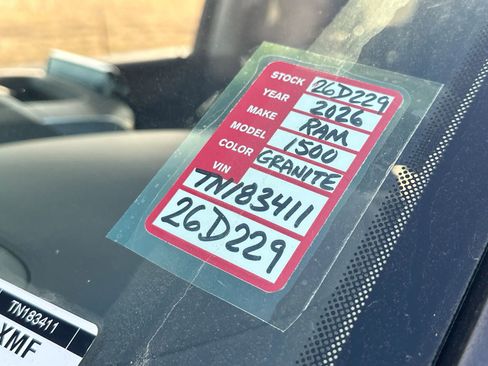 STOCK 26D229
YEAR 2026
MAKE RAM
MODEL 1500
COLOR GRANITE
VIN
TN183411
26D229
TN183411
XMF